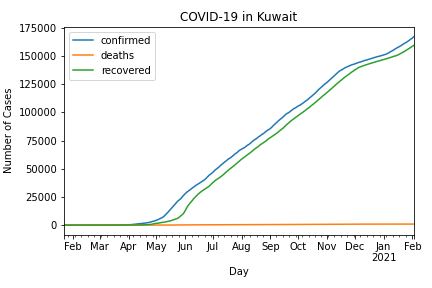 COVID-19 in Kuwait
confirmed
deaths
recovered
Number of Cases
175000
150000
125000
100000
75000
50000
25000
0
Feb Mar Apr May Jun Jul Aug Sep Oct Nov Dec Jan Feb
2021
Day